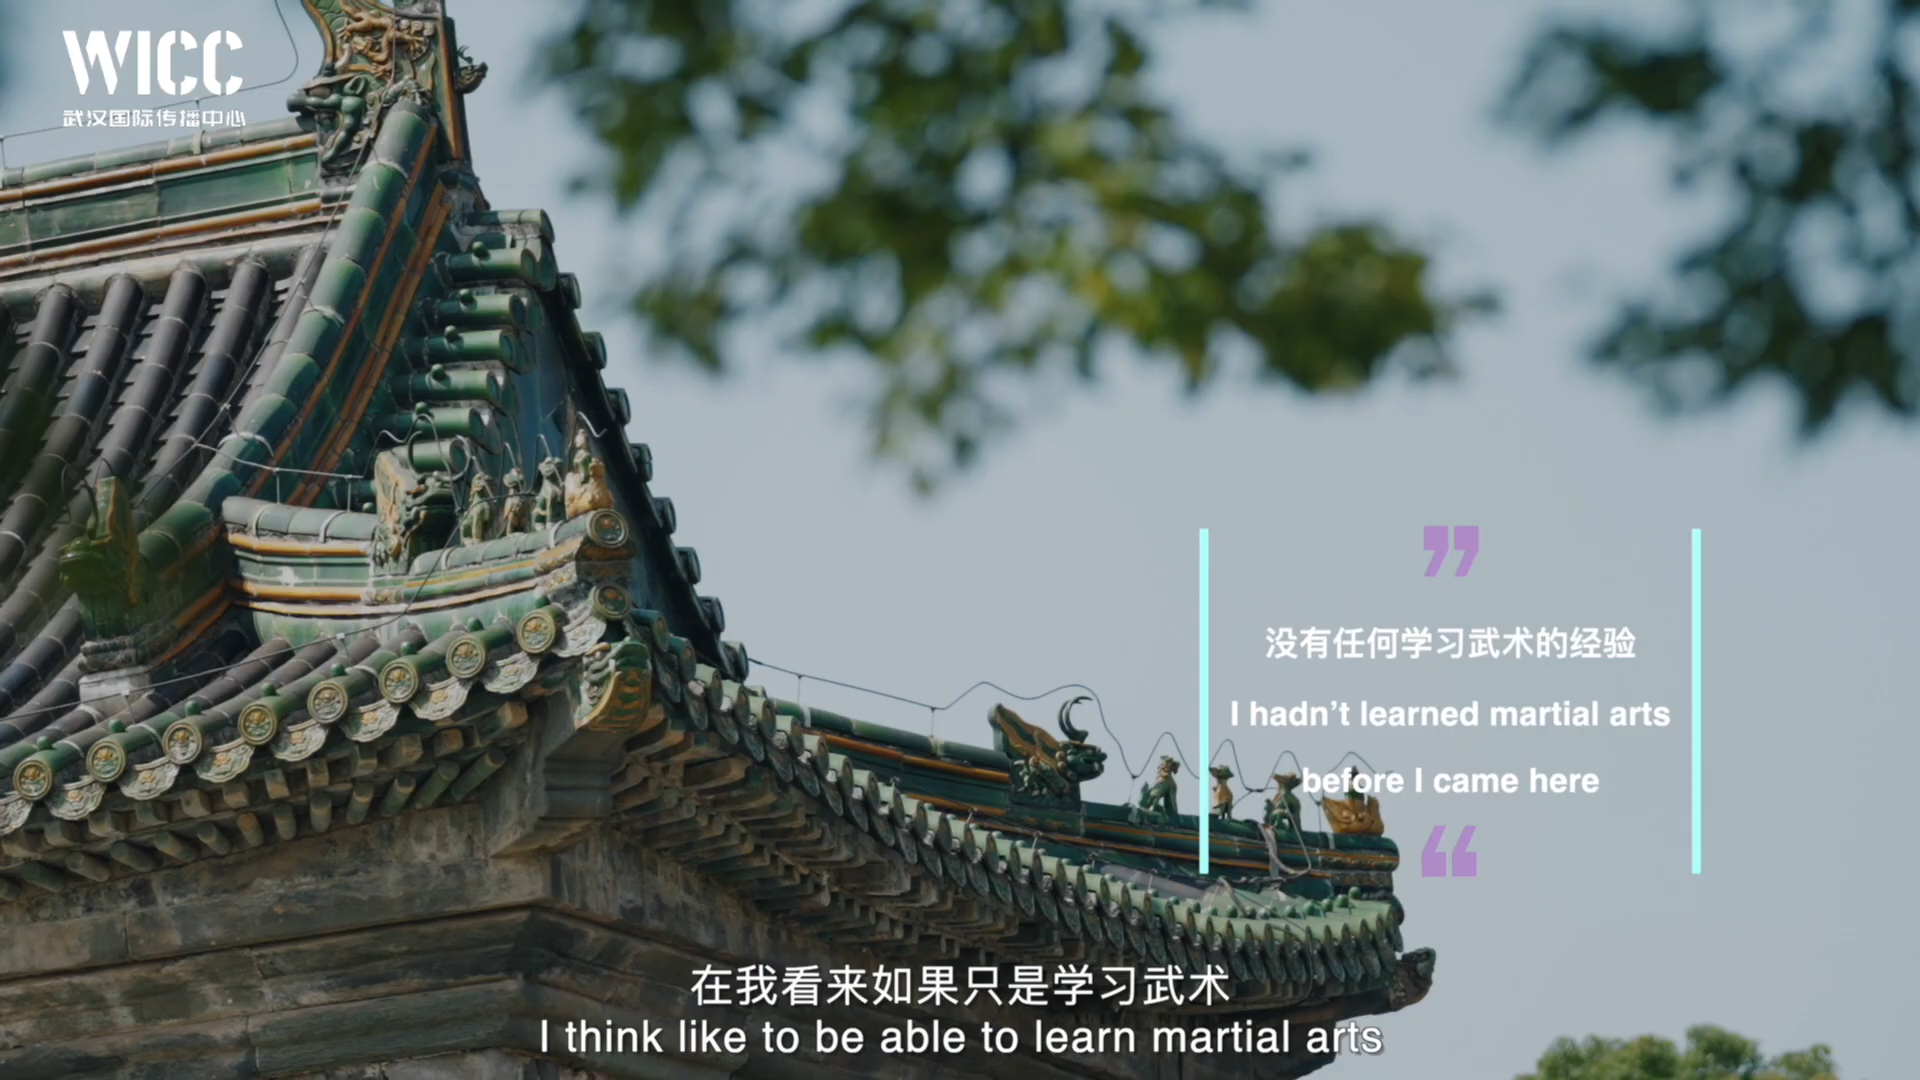 WICC
武汉国际传播中心
没有任何学习武术的经验
I hadn't learned martial arts
before I came here
在我看来如果只是学习武术
I think like to be able to learn martial arts